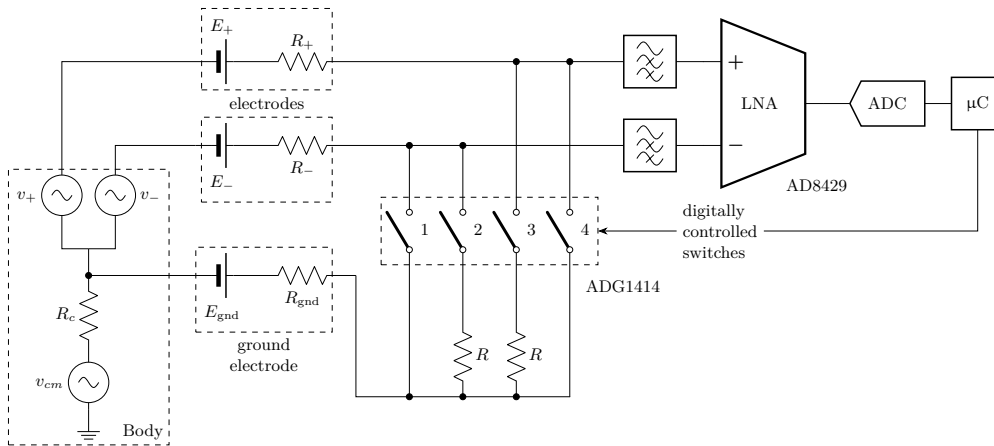 E+
R+
electrodes
R−
E−
v+
v−
Rc
vcm
Body
Egnd
Rgnd
ground
electrode
1
2
3
4
R
R
ADG1414
digitally
controlled
switches
+
−
LNA
AD8429
ADC
μC